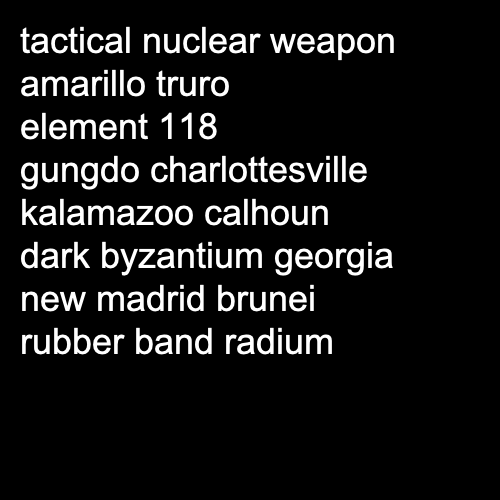 tactical nuclear weapon
amarillo truro
element 118
gungdo charlottesville
kalamazoo calhoun
dark byzantium georgia
new madrid brunei
rubber band radium